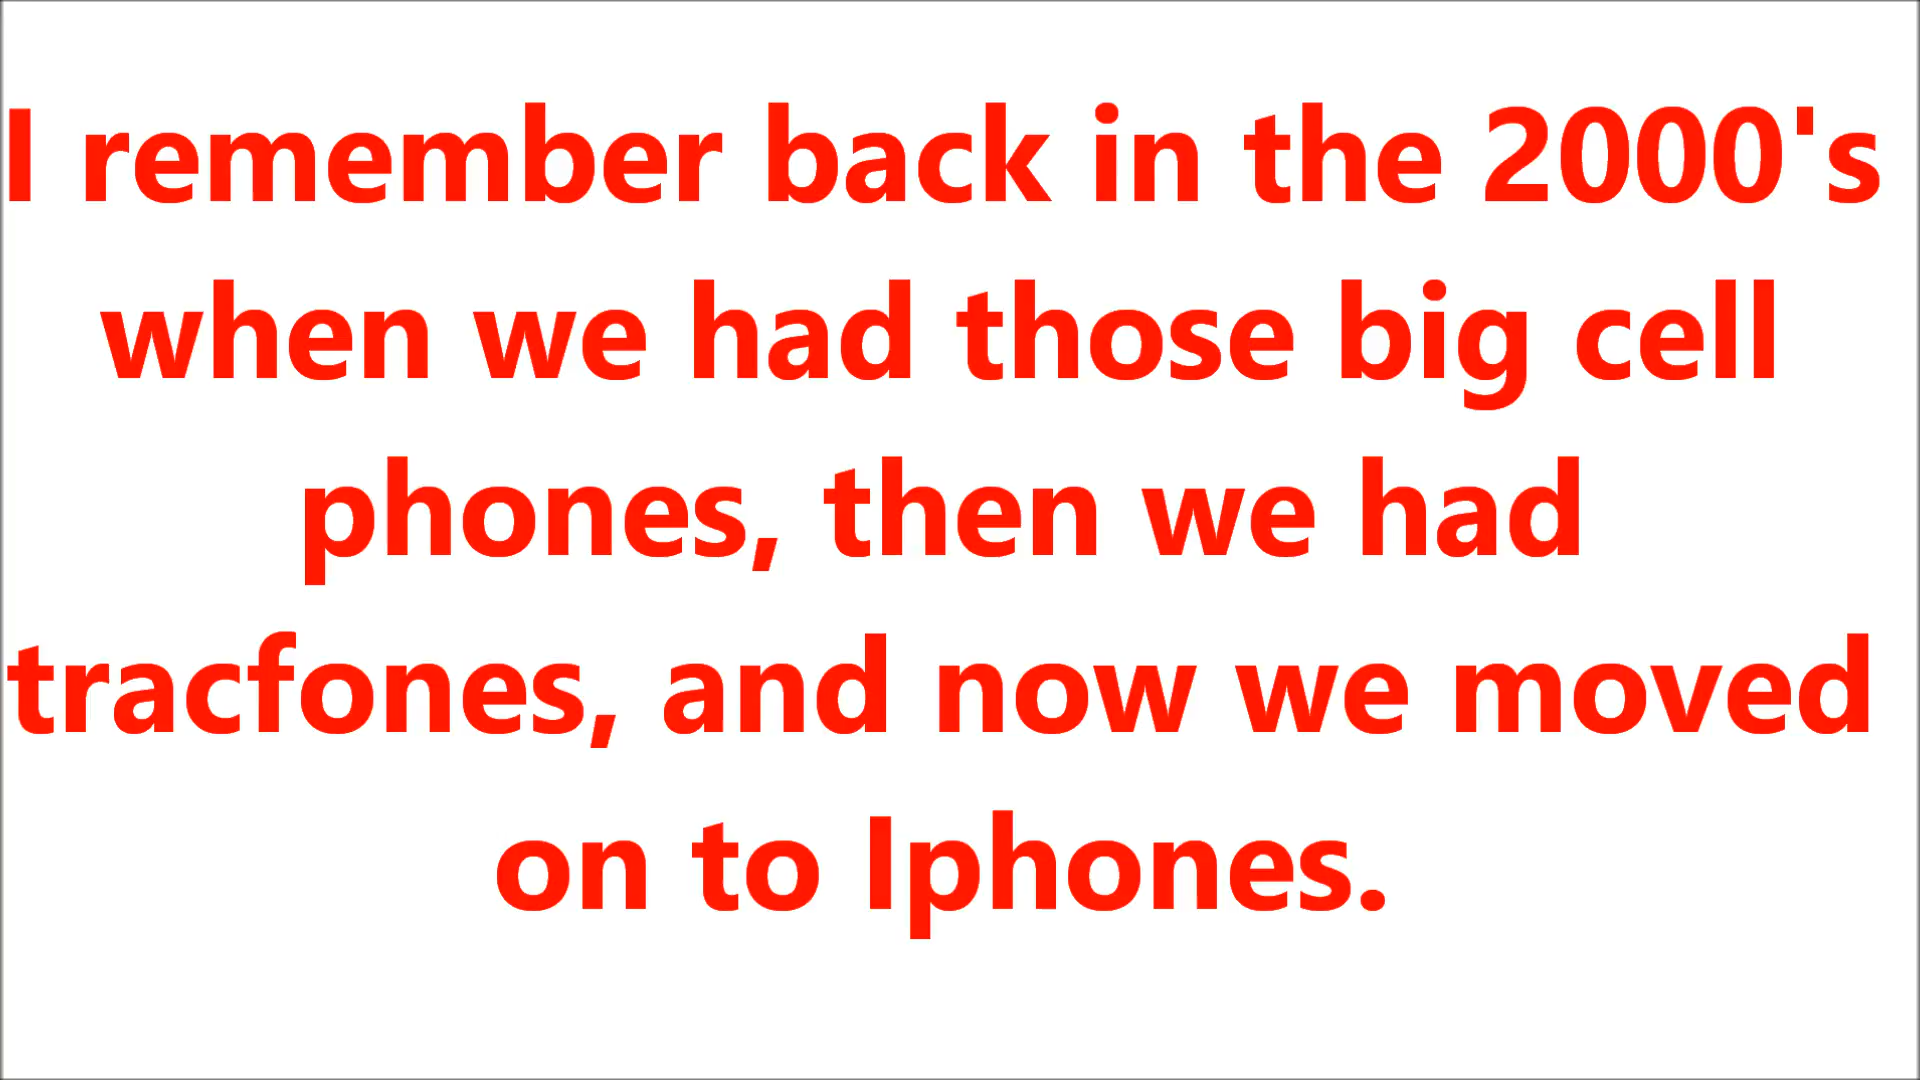 I remember back in the 2000's
when we had those big cell
phones, then we had
tracfones, and now we moved
on to Iphones.